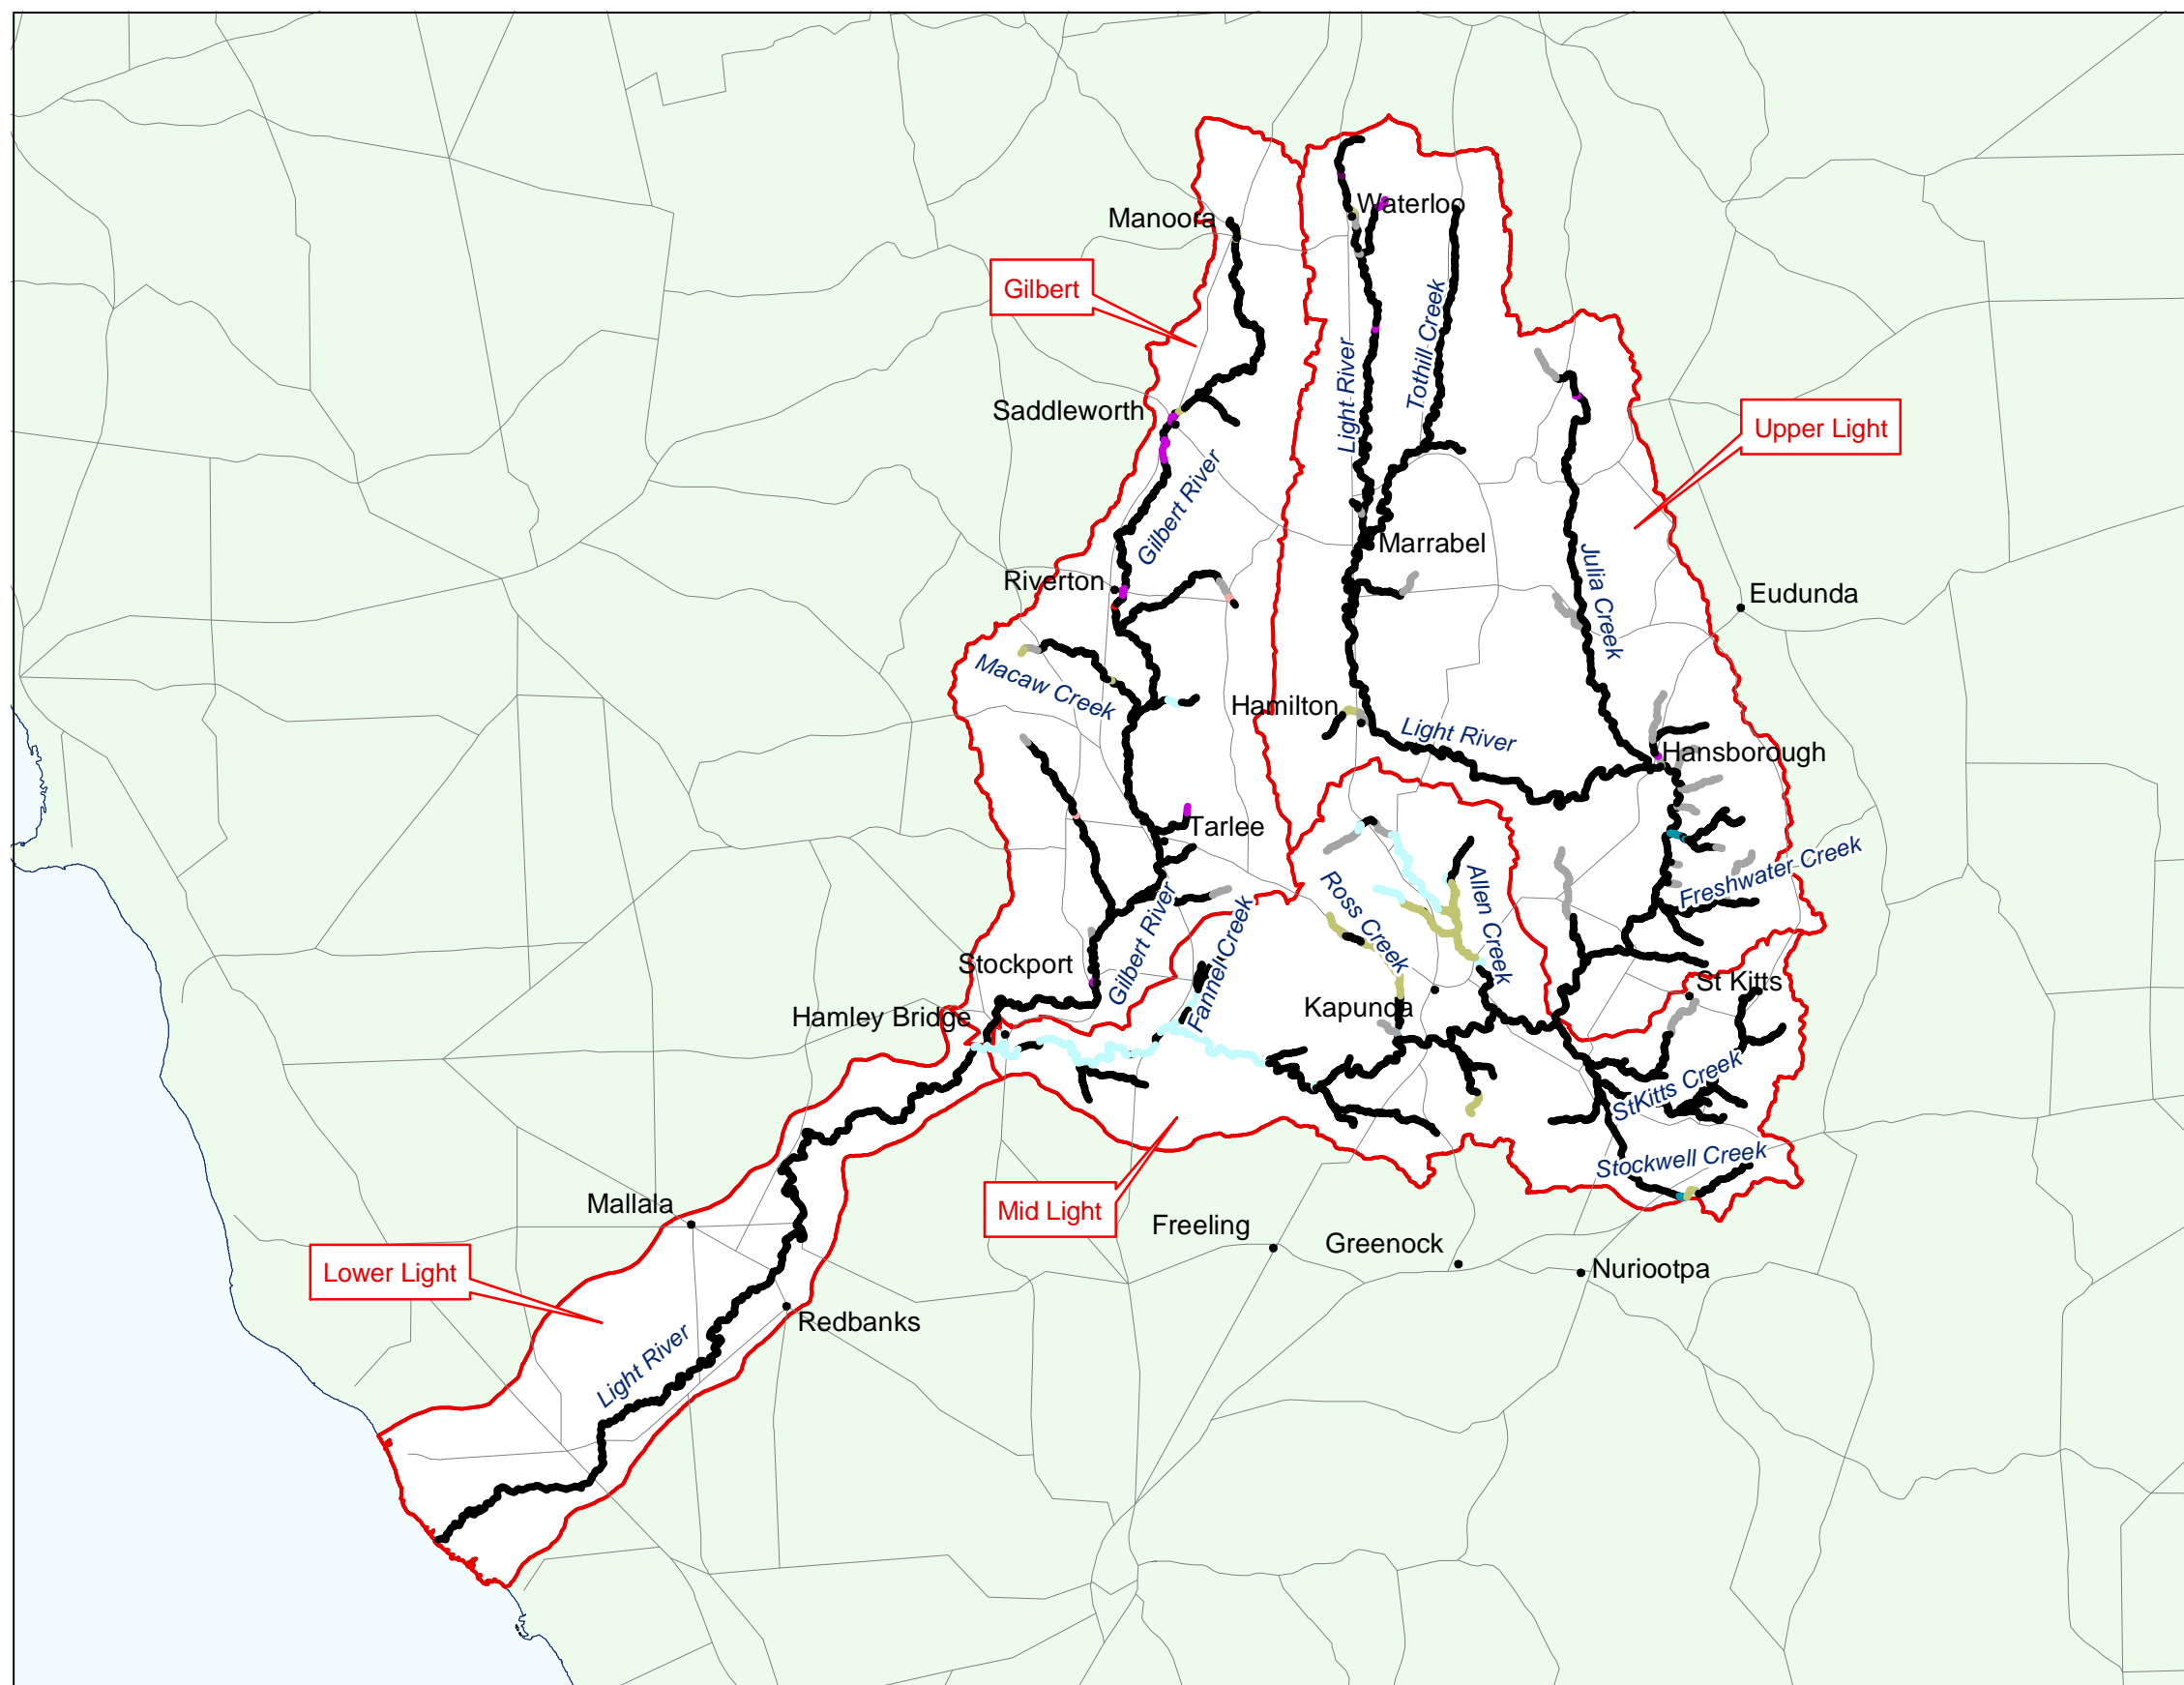 Waterloo
Manoora
Gilbert
Tothill Creek
Light River
Saddleworth
Upper Light
Gilbert River
Marrabel
Julia Creek
Riverton
Eudunda
Macaw Creek
Hamilton
Light River
Hansborough
Tarlee
Freshwater Creek
Ross Creek
Allen Creek
Gilbert River
Fannel Creek
Stockport
St Kitts
Kapunda
Hamley Bridge
StKitts Creek
Stockwell Creek
Mallala
Mid Light
Freeling
Greenock
Nuriootpa
Lower Light
Redbanks
Light River